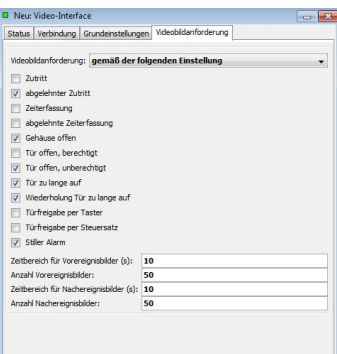 Neu: Video-Interface
Status Verbindung Grundeinstellungen Videobildanforderung
Videobildanforderung: gemäß der folgenden Einstellung
Zutritt
abgelehnter Zutritt
Zeiterfassung
abgelehnte Zeiterfassung
Gehäuse offen
Tür offen, berechtigt
Tür offen, unberechtigt
Tür zu lange auf
Wiederholung Tür zu lange auf
Türfreigabe per Taster
Türfreigabe per Steuersatz
Stiller Alarm
Zeitbereich für Vorereignisbilder (s): 10
Anzahl Vorereignisbilder: 50
Zeitbereich für Nachereignisbilder (s): 10
Anzahl Nachereignisbilder: 50